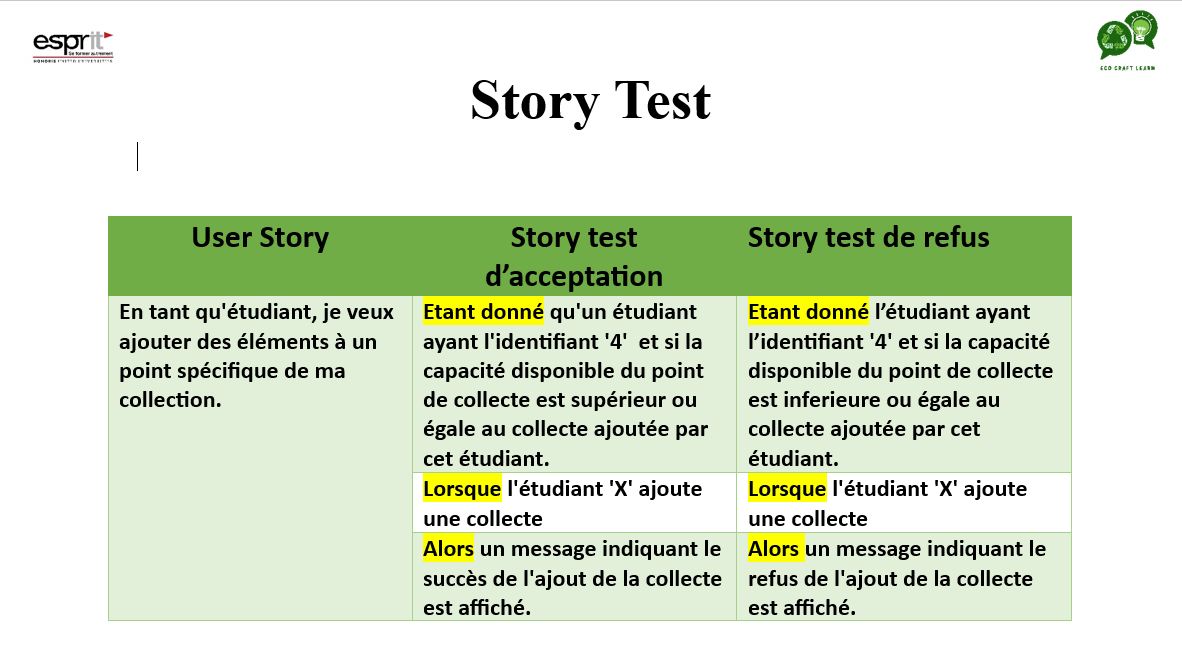 esprit
Se former autrement
ECO CRAFT LEARN
Story Test
User Story
Story test
d’acceptation
Story test de refus
En tant qu'étudiant, je veux
ajouter des éléments à un
point spécifique de ma
collection.
Etant donné qu'un étudiant
ayant l'identifiant '4' et si la
capacité disponible du point
de collecte est supérieur ou
égale au collecte ajoutée par
cet étudiant.
Lorsque l'étudiant 'X' ajoute
une collecte
Alors un message indiquant le
succès de l'ajout de la collecte
est affiché.
Etant donné l’étudiant ayant
l’identifiant '4' et si la capacité
disponible du point de collecte
est inferieure ou égale au
collecte ajoutée par cet
étudiant.
Lorsque l'étudiant 'X' ajoute
une collecte
Alors un message indiquant le
refus de l'ajout de la collecte
est affiché.